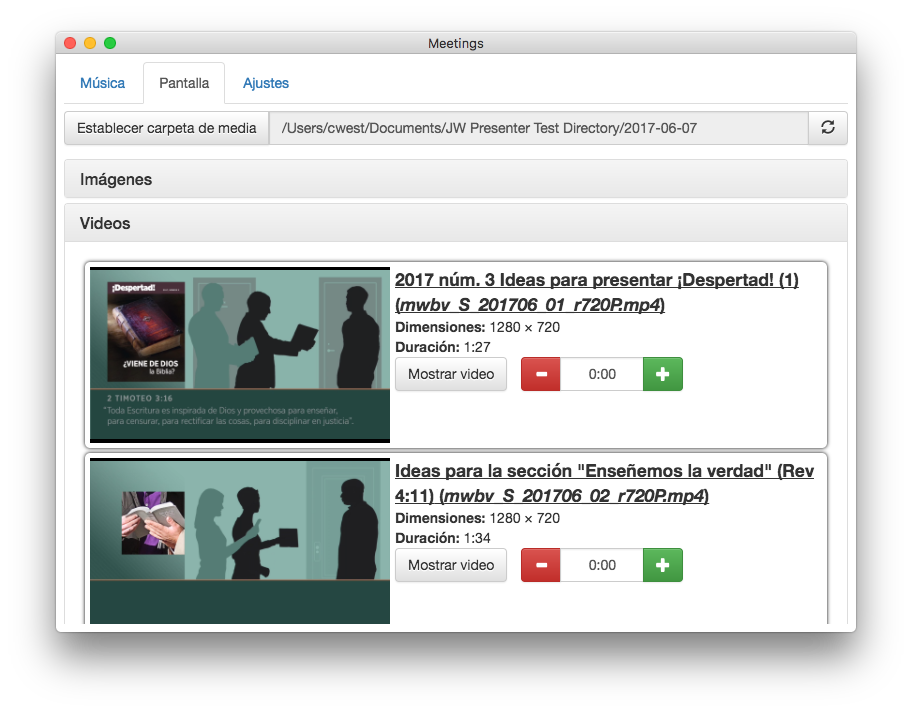 Meetings
Música
Pantalla
Ajustes
Establecer carpeta de media
/Users/cwest/Documents/JW Presenter Test Directory/2017-06-07
Imágenes
Videos
¡Despertad!
¿VIENE DE DIOS
la Biblia?
2 TIMOTEO 3:16
"Toda Escritura es inspirada de Dios y provechosa para enseñar,
para censurar, para rectificar las cosas, para disciplinar en justicia".
2017 núm. 3 Ideas para presentar ¡Despertad! (1)
(mwbv_S_201706_01_r720P.mp4)
Dimensiones: 1280 × 720
Duración: 1:27
Mostrar video
0:00
Ideas para la sección "Enseñemos la verdad" (Rev
4:11) (mwbv_S_201706_02_r720P.mp4)
Dimensiones: 1280 × 720
Duración: 1:34
Mostrar video
0:00